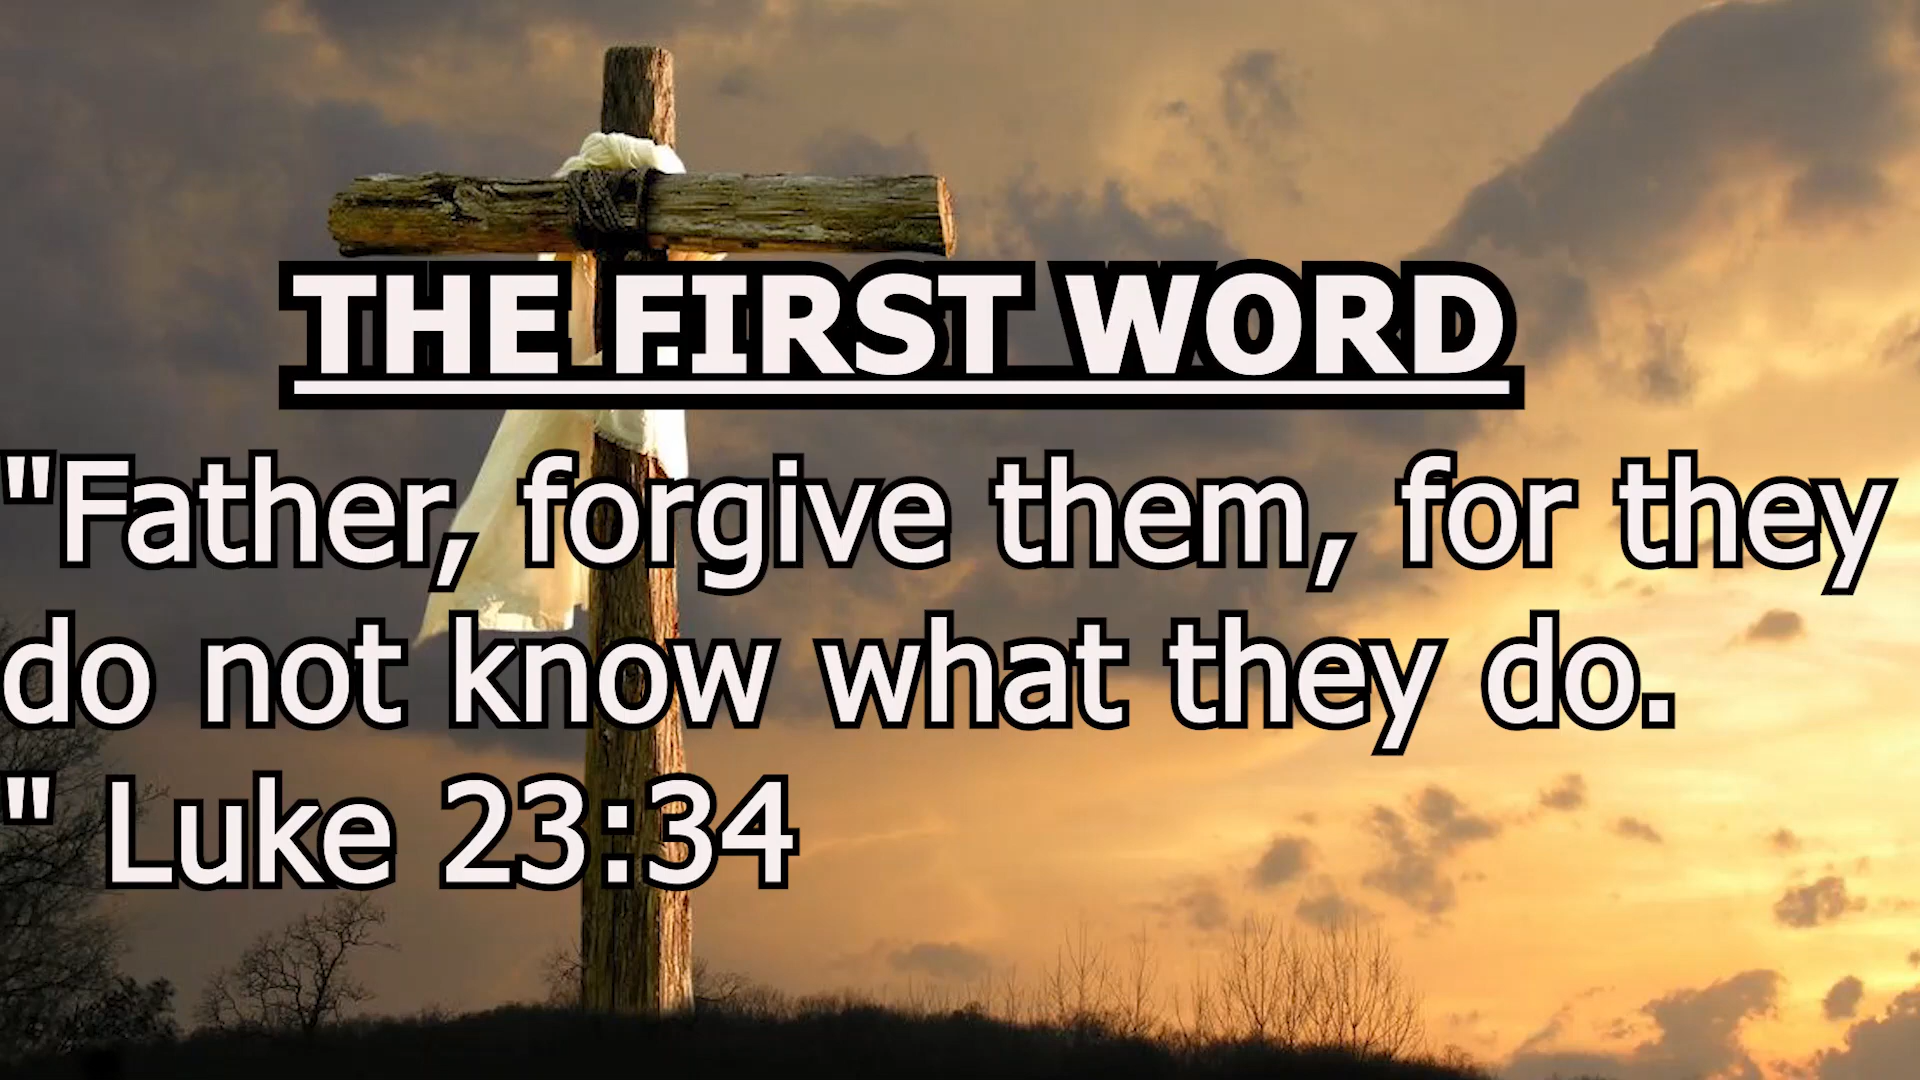 THE FIRST WORD
"Father, forgive them, for they
do not know what they do.
" Luke 23:34